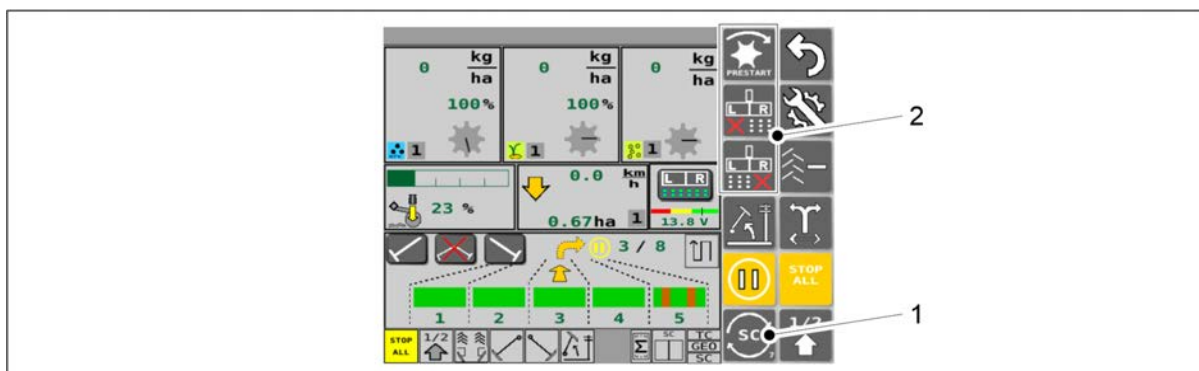 0 kg/ha 0 kg/ha 0 kg/ha
PRESTART
100% 100%
L R
2
1 1 1
L R
0.0 km/h
L R
23 %
0.67ha 1 13.8 V
3 / 8
STOP ALL
1 2 3 4 5
1
SC
1/2
STOP ALL 1/2 Σ SC TC
GEO
SC